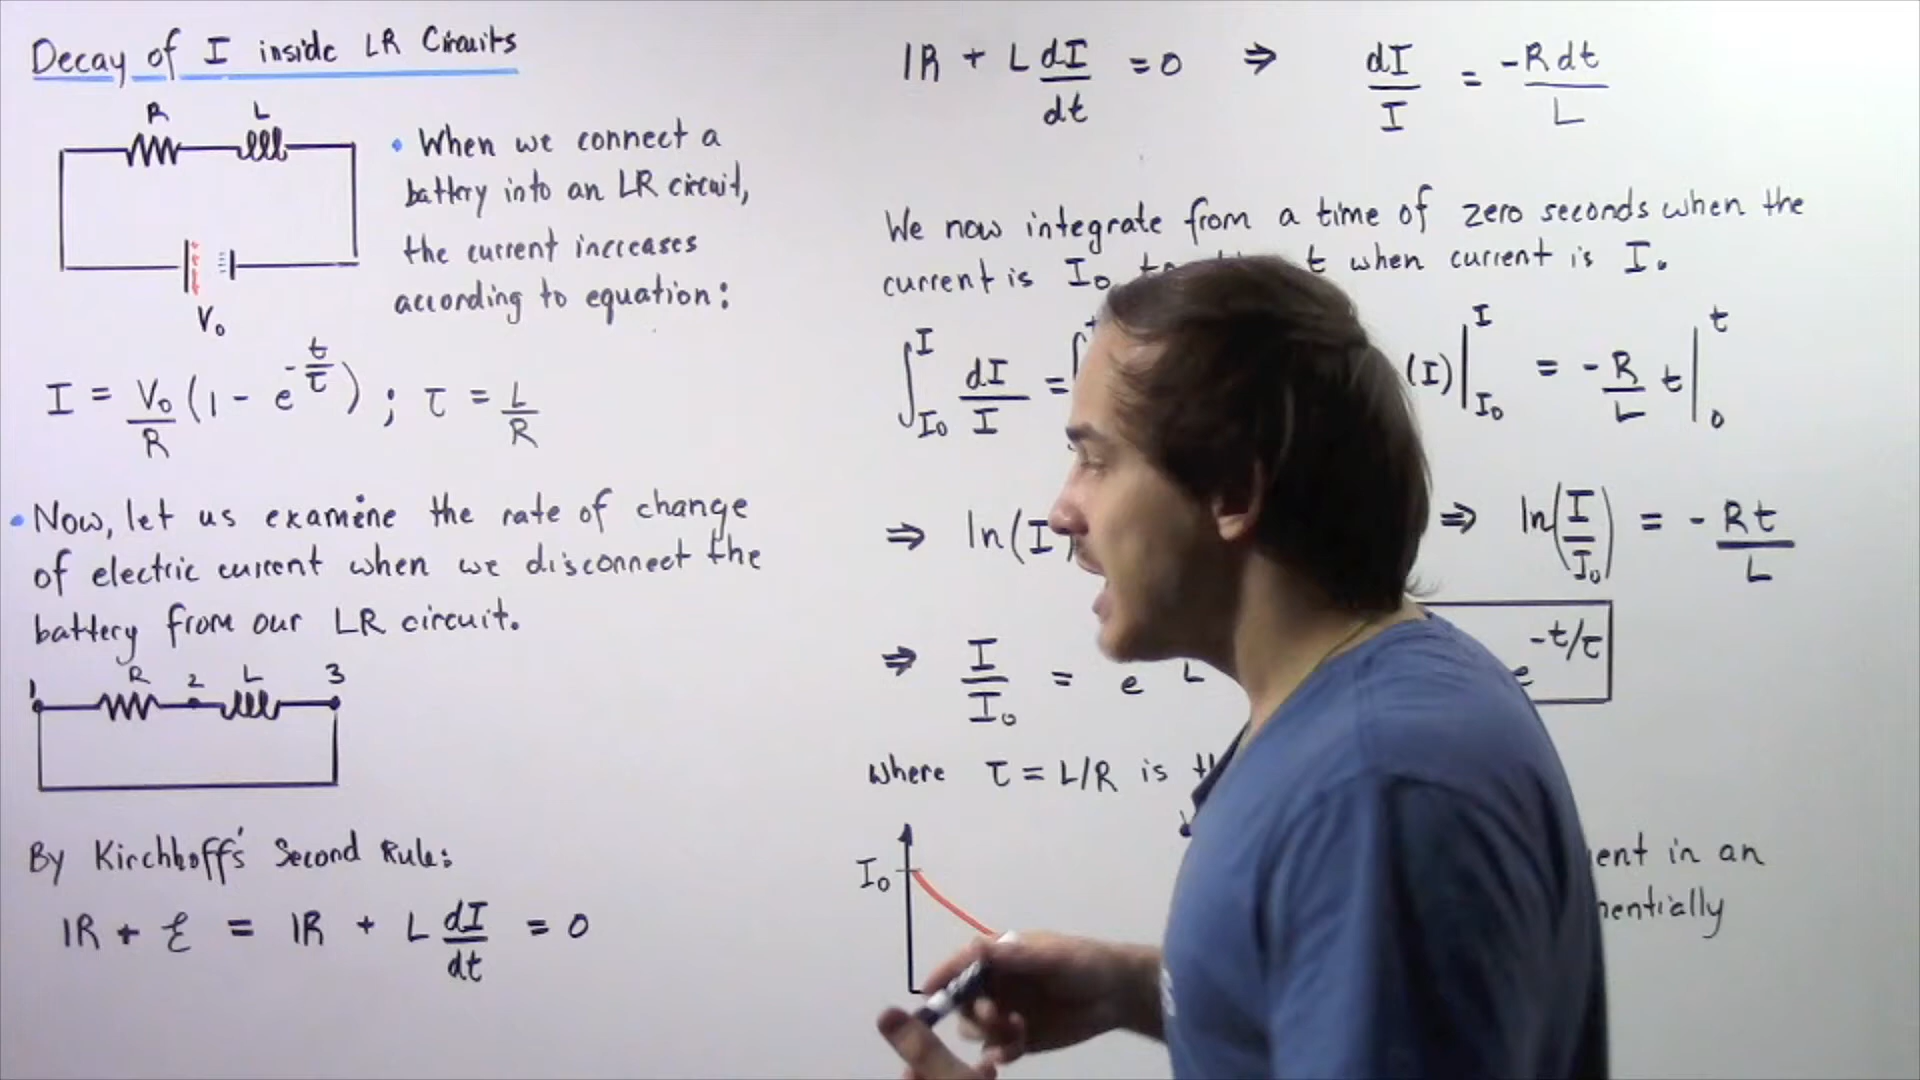 Decay of I inside LR Circuits
R L
V₀
• When we connect a
battery into an LR circuit,
the current increases
according to equation:
I = V₀/R (1 - e^(-t/τ)) ; τ = L/R
• Now, let us examine the rate of change
of electric current when we disconnect the
battery from our LR circuit.
1 R 2 L 3
By Kirchhoff's Second Rule:
IR + ℰ = IR + L dI/dt = 0
IR + L dI/dt = 0 ⇒ dI/I = -R dt/L
We now integrate from a time of zero seconds when the
current is I₀ t when current is I.
∫_I₀^I dI/I = ∫ (I)|_I₀^I = - R/L t|_0^t
⇒ ln(I) ⇒ ln(I/I₀) = - Rt/L
⇒ I/I₀ = e L e^(-t/τ)
where τ = L/R is
I₀
in an